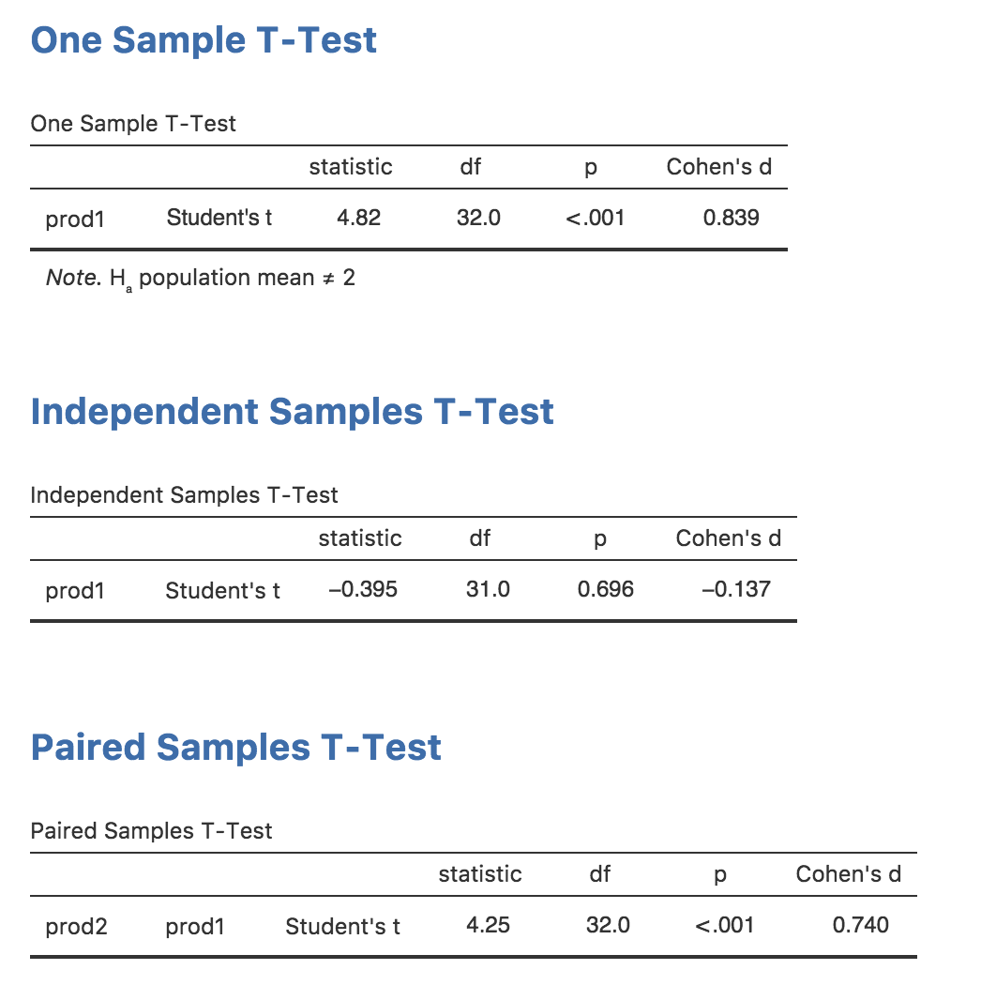 One Sample T-Test
One Sample T-Test
statistic df p Cohen's d
prod1 Student's t 4.82 32.0 <.001 0.839
Note. Hₐ population mean ≠ 2
Independent Samples T-Test
Independent Samples T-Test
statistic df p Cohen's d
prod1 Student's t −0.395 31.0 0.696 −0.137
Paired Samples T-Test
Paired Samples T-Test
statistic df p Cohen's d
prod2 prod1 Student's t 4.25 32.0 <.001 0.740